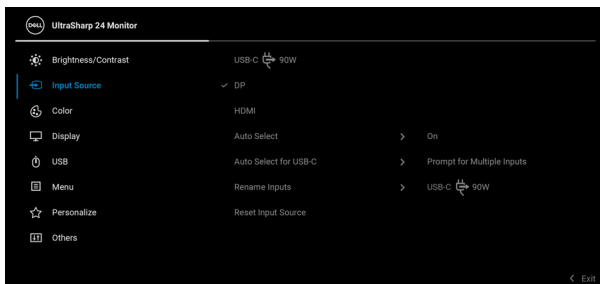 DELL UltraSharp 24 Monitor
Brightness/Contrast USB-C 90W
Input Source DP
Color HDMI
Display Auto Select On
USB Auto Select for USB-C Prompt for Multiple Inputs
Menu Rename Inputs USB-C 90W
Personalize Reset Input Source
Others
Exit